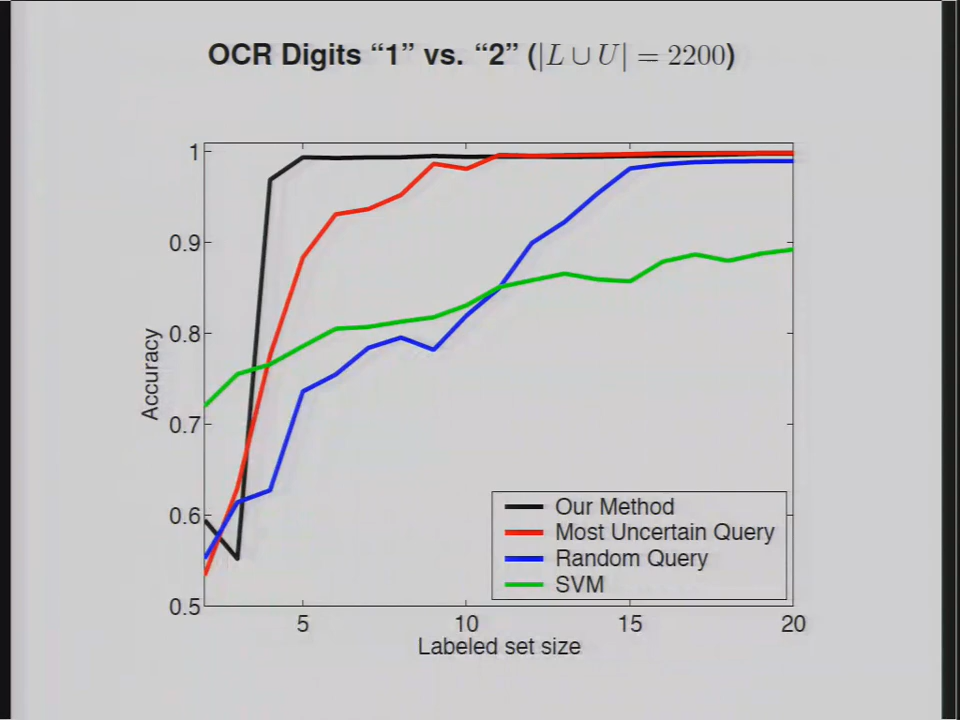 OCR Digits “1” vs. “2” (|L ∪ U| = 2200)
1
0.9
0.8
0.7
0.6
0.5
Accuracy
5 10 15 20
Labeled set size
Our Method
Most Uncertain Query
Random Query
SVM